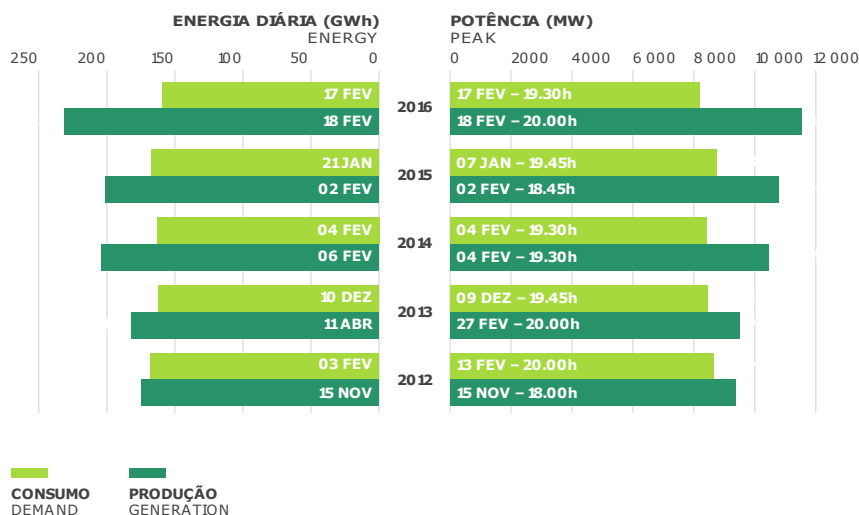 ENERGIA DIÁRIA (GWh)
ENERGY
250 200 150 100 50 0
POTÊNCIA (MW)
PEAK
0 2000 4000 6 000 8 000 10 000 12 000
17 FEV
18 FEV
2016
17 FEV – 19.30h
18 FEV – 20.00h
21 JAN
02 FEV
2015
07 JAN – 19.45h
02 FEV – 18.45h
04 FEV
06 FEV
2014
04 FEV – 19.30h
04 FEV – 19.30h
10 DEZ
11 ABR
2013
09 DEZ – 19.45h
27 FEV – 20.00h
03 FEV
15 NOV
2012
13 FEV – 20.00h
15 NOV – 18.00h
CONSUMO
DEMAND
PRODUÇÃO
GENERATION